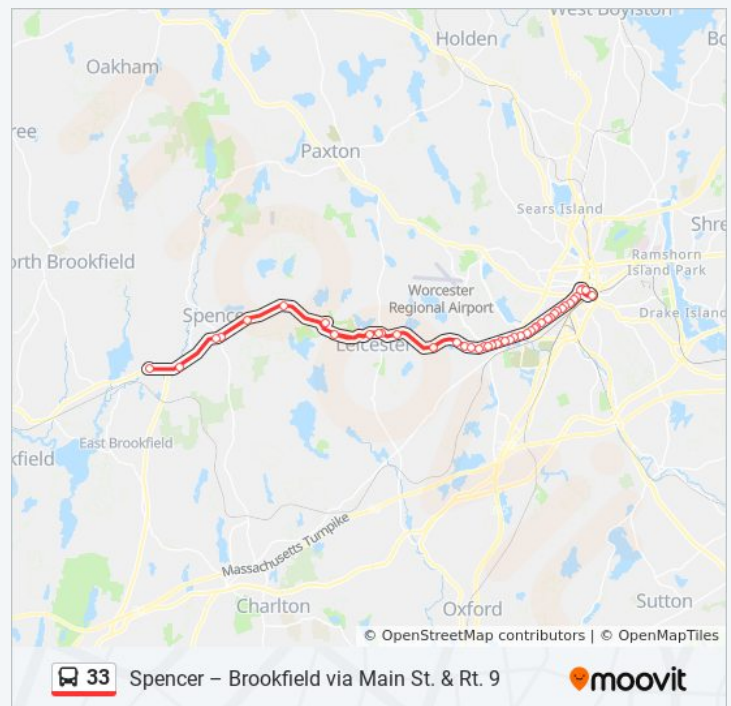 West Boylston
Holden
Bo
Oakham
ree
Paxton
Sears Island
Shre
orth Brookfield
Ramshorn
Island Park
Worcester
Regional Airport
Spencer
Drake Island
Leicester
East Brookfield
kfield
Massachusetts Turnpike
Charlton
Oxford
Sutton
© OpenStreetMap contributors | © OpenMapTiles
33 Spencer – Brookfield via Main St. & Rt. 9
moovit